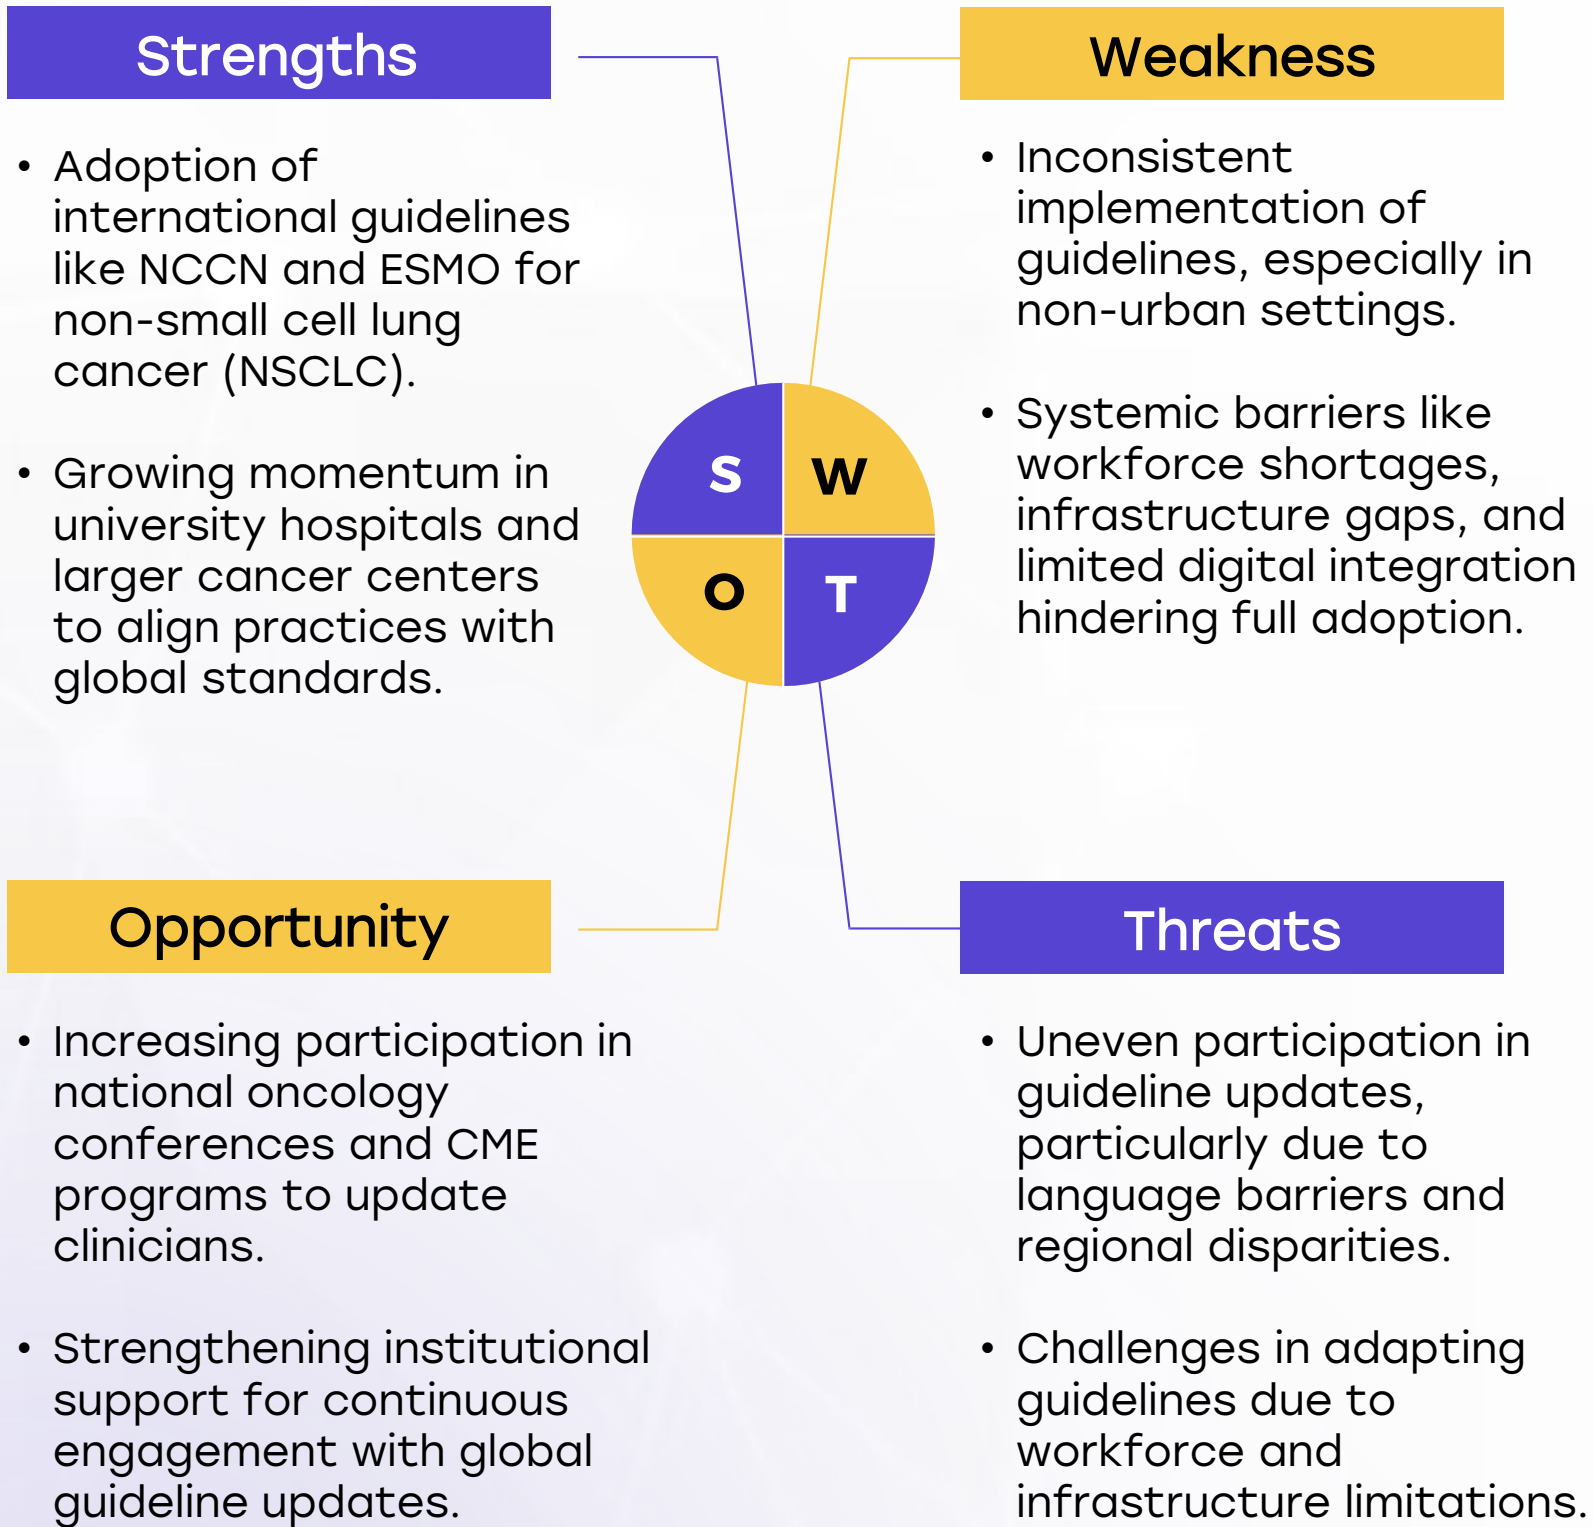 Strengths
• Adoption of
international guidelines
like NCCN and ESMO for
non-small cell lung
cancer (NSCLC).
• Growing momentum in
university hospitals and
larger cancer centers
to align practices with
global standards.
Weakness
• Inconsistent
implementation of
guidelines, especially in
non-urban settings.
• Systemic barriers like
workforce shortages,
infrastructure gaps, and
limited digital integration
hindering full adoption.
S
W
O
T
Opportunity
• Increasing participation in
national oncology
conferences and CME
programs to update
clinicians.
• Strengthening institutional
support for continuous
engagement with global
guideline updates.
Threats
• Uneven participation in
guideline updates,
particularly due to
language barriers and
regional disparities.
• Challenges in adapting
guidelines due to
workforce and
infrastructure limitations.